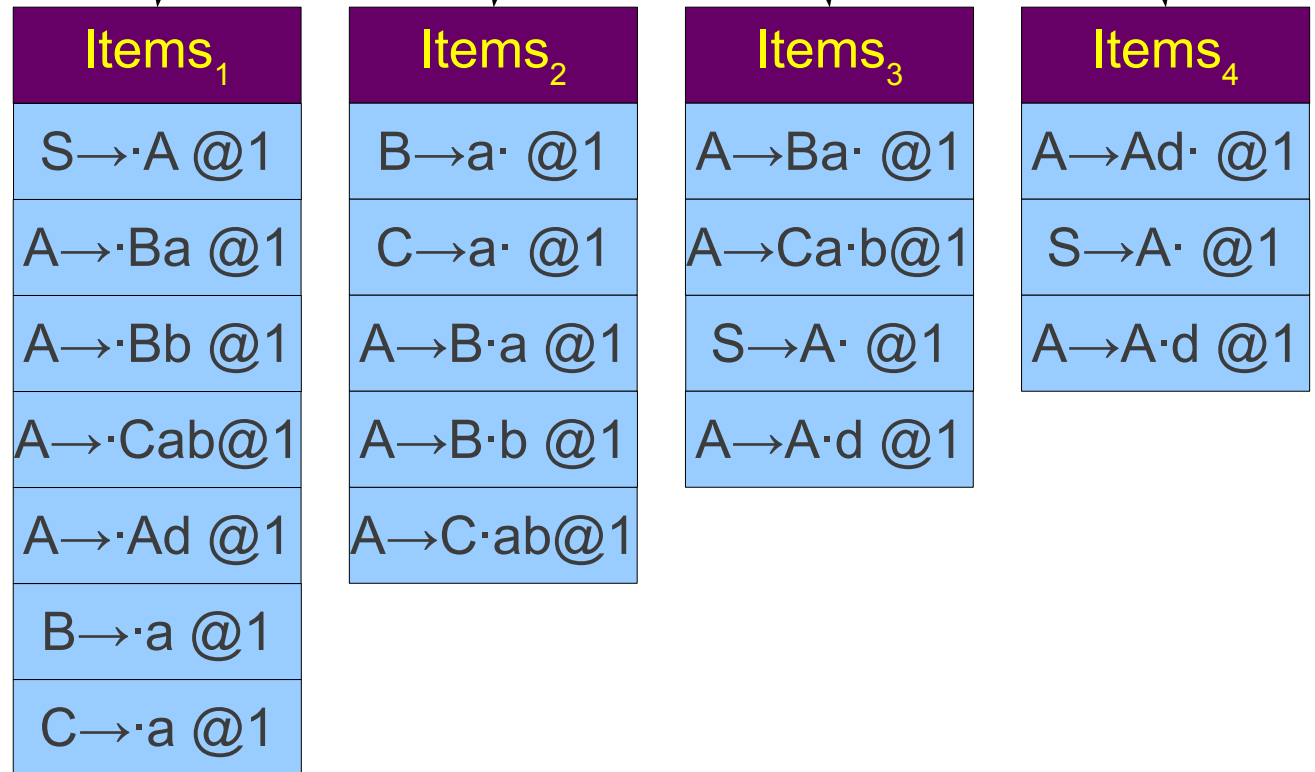 Items₁
S→·A @1
A→·Ba @1
A→·Bb @1
A→·Cab@1
A→·Ad @1
B→·a @1
C→·a @1
Items₂
B→a· @1
C→a· @1
A→B·a @1
A→B·b @1
A→C·ab@1
Items₃
A→Ba· @1
A→Ca·b@1
S→A· @1
A→A·d @1
Items₄
A→Ad· @1
S→A· @1
A→A·d @1